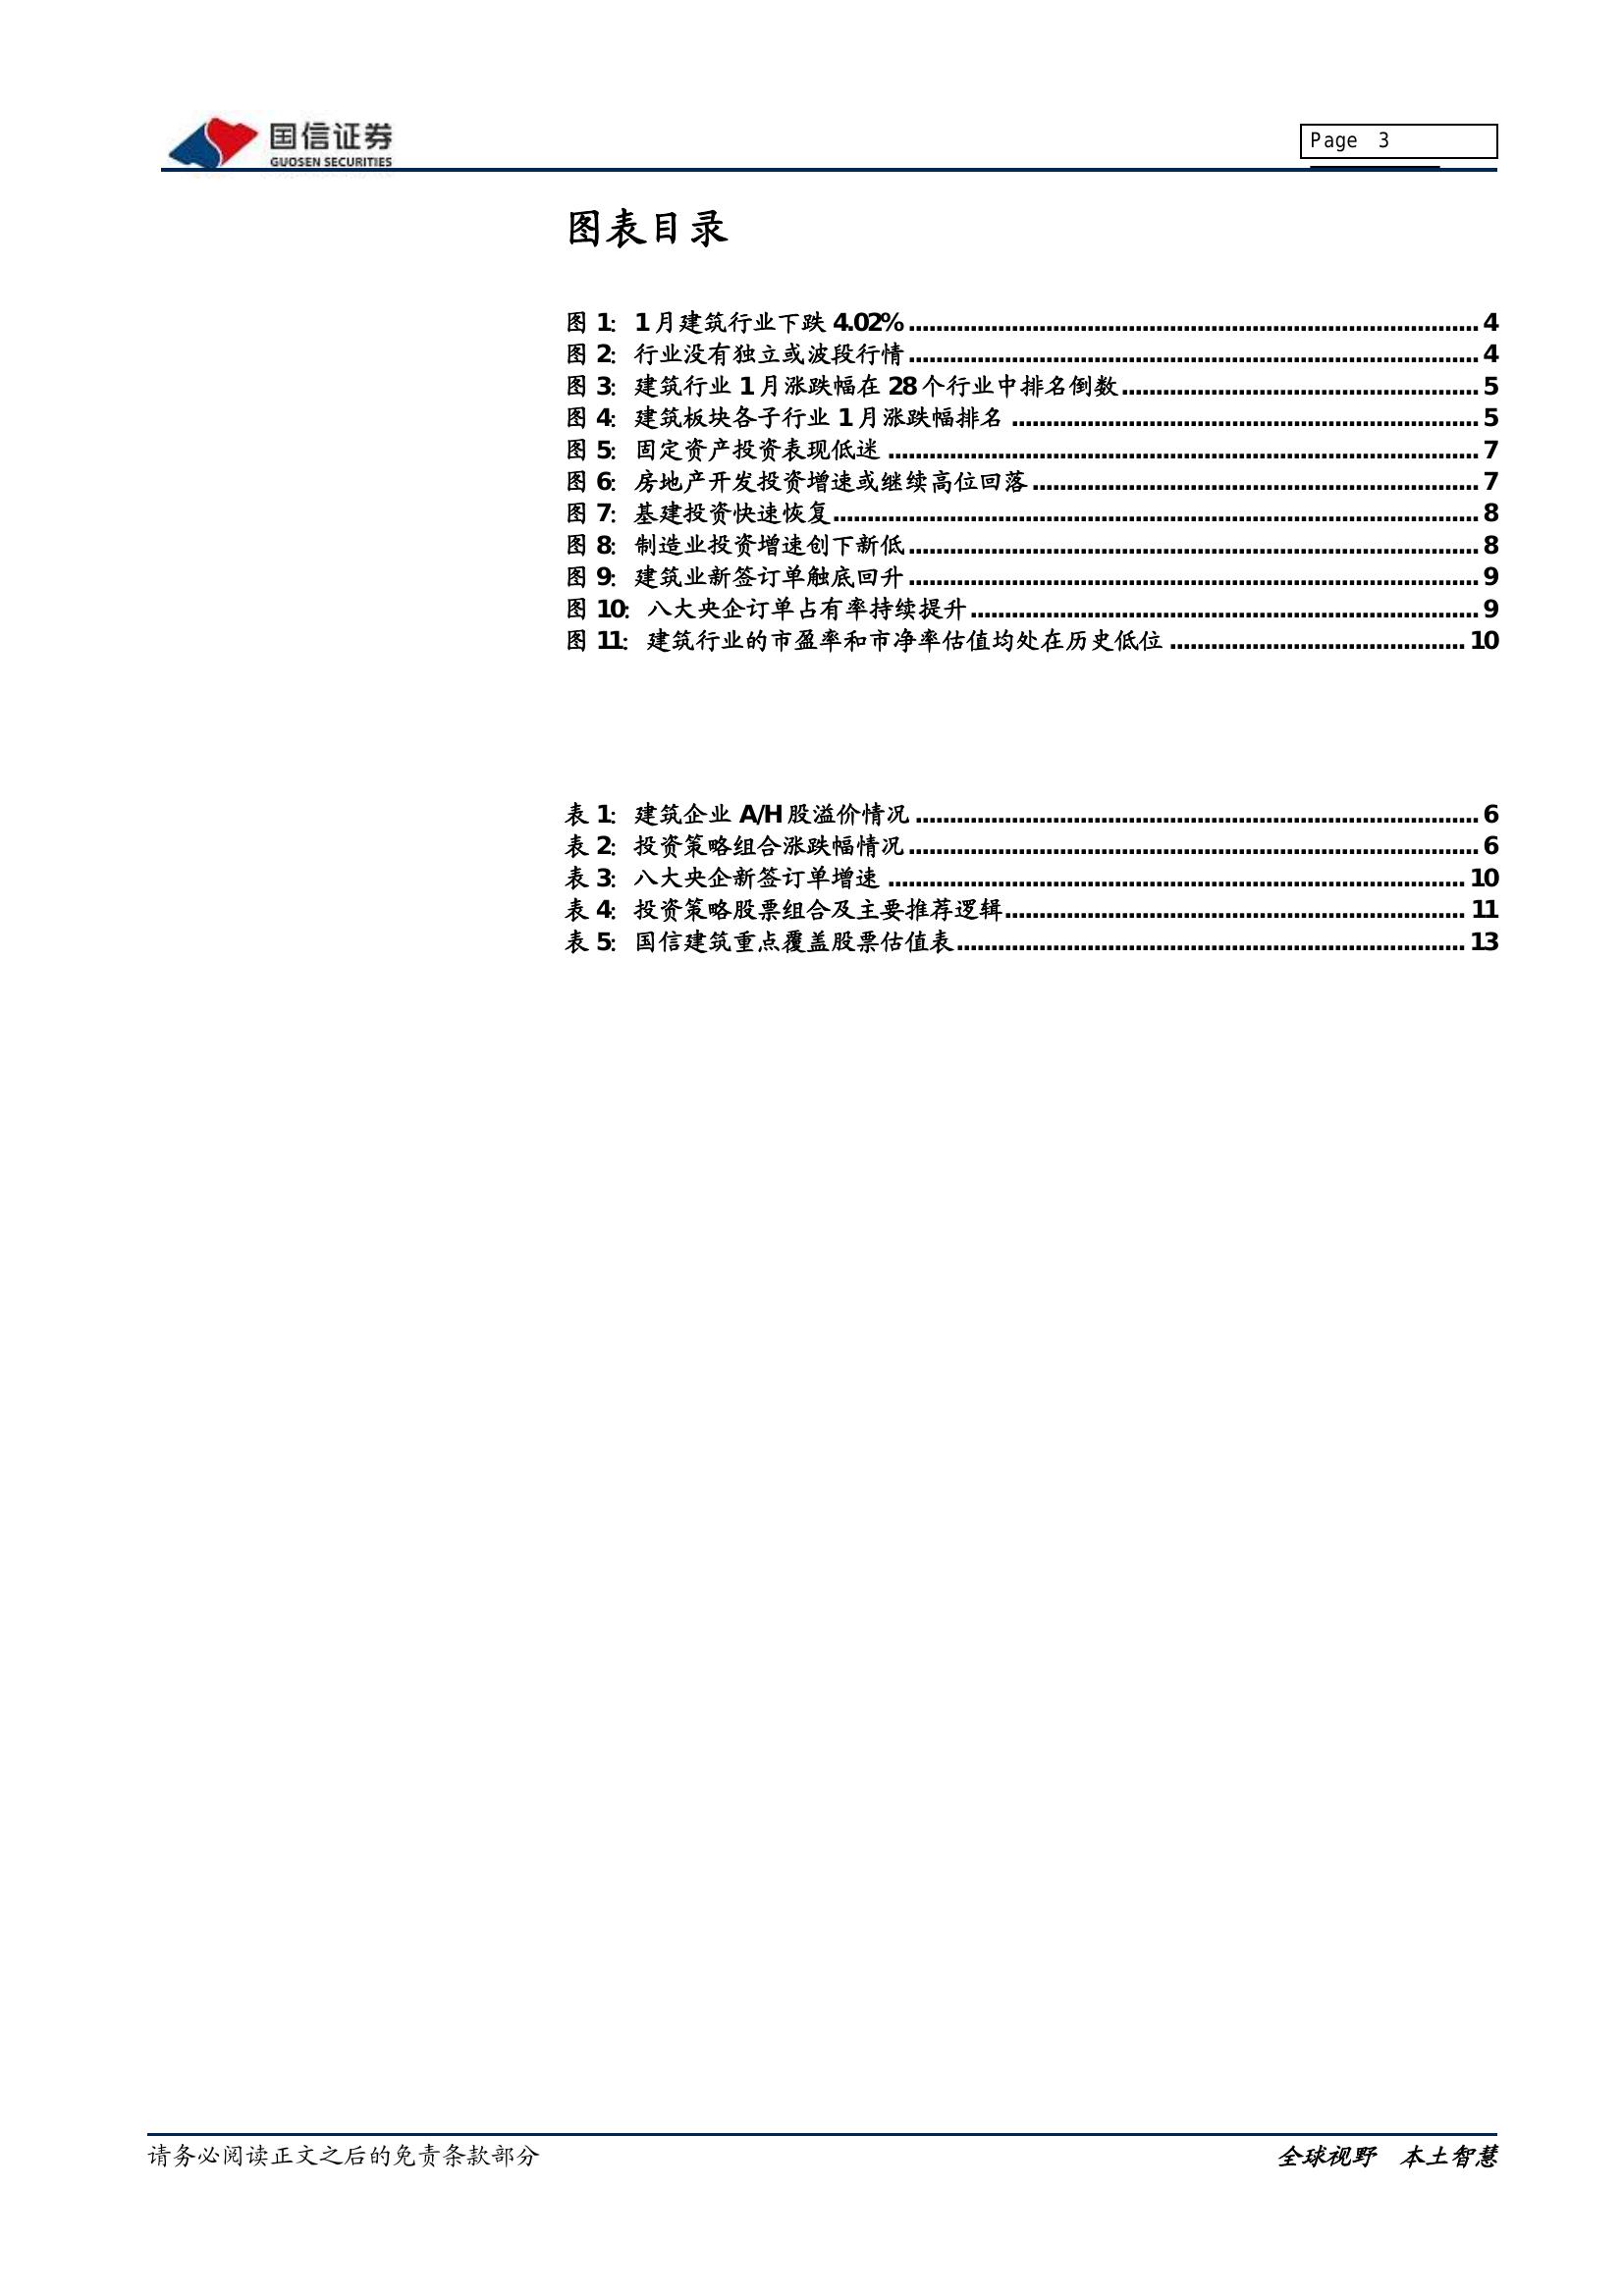 国信证券
GUOSEN SECURITIES
Page 3
图表目录
图 1: 1 月建筑行业下跌 4.02% 4
图 2: 行业没有独立或波段行情 4
图 3: 建筑行业 1 月涨跌幅在 28 个行业中排名倒数 5
图 4: 建筑板块各子行业 1 月涨跌幅排名 5
图 5: 固定资产投资表现低迷 7
图 6: 房地产开发投资增速或继续高位回落 7
图 7: 基建投资快速恢复 8
图 8: 制造业投资增速创下新低 8
图 9: 建筑业新签订单触底回升 9
图 10: 八大央企订单占有率持续提升 9
图 11: 建筑行业的市盈率和市净率估值均处在历史低位 10
表 1: 建筑企业 A/H 股溢价情况 6
表 2: 投资策略组合涨跌幅情况 6
表 3: 八大央企新签订单增速 10
表 4: 投资策略股票组合及主要推荐逻辑 11
表 5: 国信建筑重点覆盖股票估值表 13
请务必阅读正文之后的免责条款部分
全球视野 本土智慧